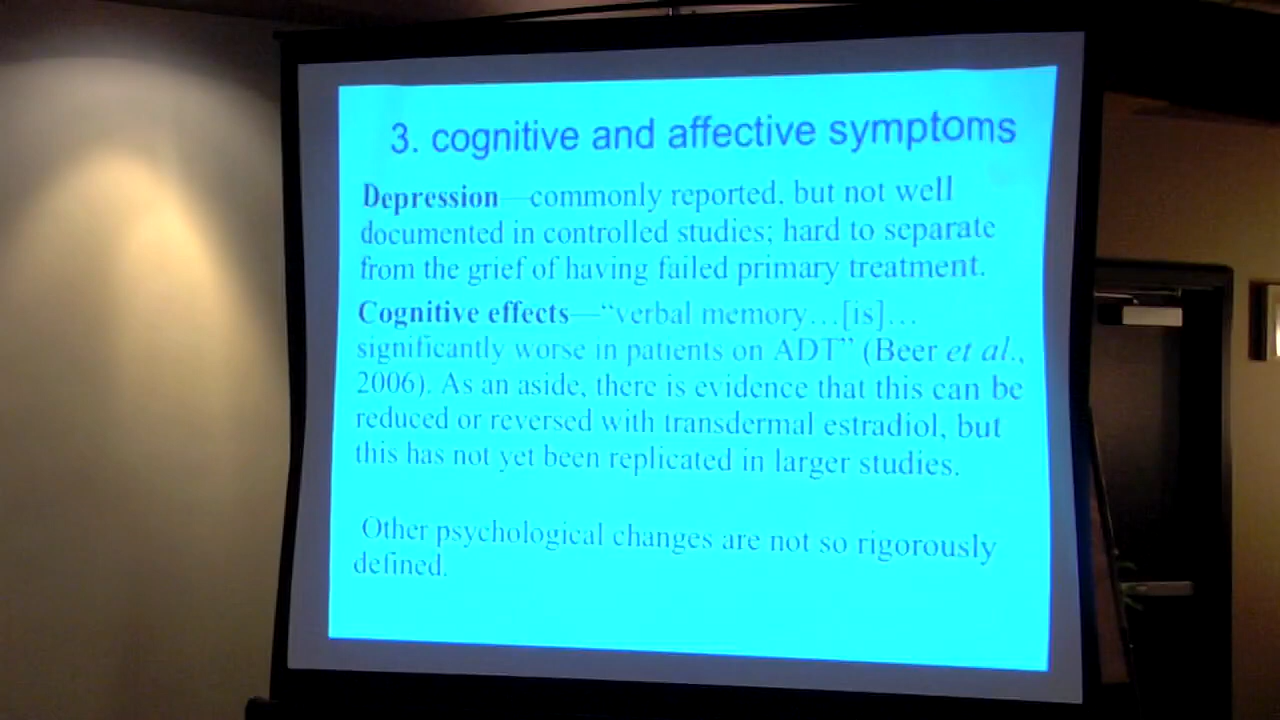 3. cognitive and affective symptoms
Depression—commonly reported, but not well
documented in controlled studies; hard to separate
from the grief of having failed primary treatment.
Cognitive effects—“verbal memory…[is]…
significantly worse in patients on ADT” (Beer et al.,
2006). As an aside, there is evidence that this can be
reduced or reversed with transdermal estradiol, but
this has not yet been replicated in larger studies.
Other psychological changes are not so rigorously
defined.